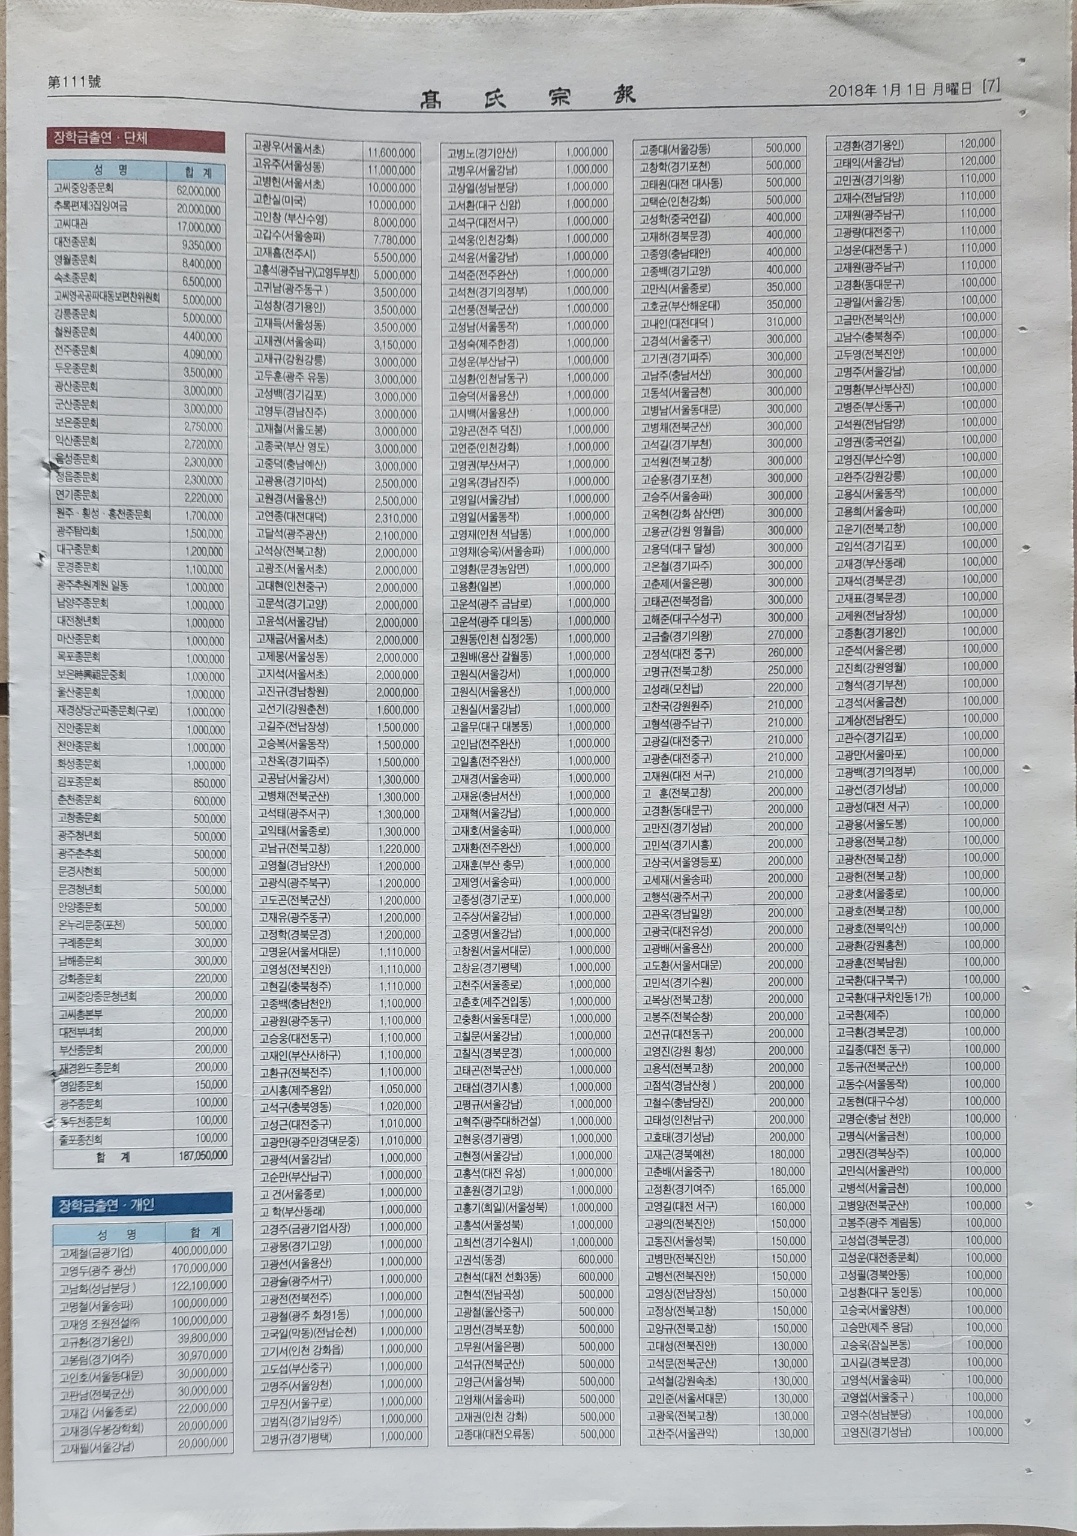 第111號
髙氏宗報
2018年 1月 1日 月曜日 [7]
장학금출연 · 단체
성 명 합 계
고씨중앙종문회 62,000,000
추록편제3집잉여금 20,000,000
고씨대관 17,000,000
대전종문회 9,350,000
영월종문회 8,400,000
속초종문회 6,500,000
고씨영곡공파대동보편찬위원회 5,000,000
강릉종문회 5,000,000
철원종문회 4,400,000
전주종문회 4,090,000
두운종문회 3,500,000
광산종문회 3,000,000
군산종문회 3,000,000
보은종문회 2,750,000
익산종문회 2,720,000
음성종문회 2,300,000
정읍종문회 2,300,000
연기종문회 2,220,000
원주 · 횡성 · 홍천종문회 1,700,000
광주탐라회 1,500,000
대구종문회 1,200,000
문경종문회 1,100,000
광주추원계원 일동 1,000,000
남양주종문회 1,000,000
대전청년회 1,000,000
마산종문회 1,000,000
목포종문회 1,000,000
보은時興祖문중회 1,000,000
울산종문회 1,000,000
재경상당군파종문회(구로) 1,000,000
진안종문회 1,000,000
천안종문회 1,000,000
화성종문회 1,000,000
김포종문회 850,000
춘천종문회 600,000
고창종문회 500,000
광주청년회 500,000
광주춘추회 500,000
문경사현회 500,000
문경청년회 500,000
안양종문회 500,000
온누리문중(포천) 500,000
구례종문회 300,000
남해종문회 300,000
강화종문회 220,000
고씨중앙종문청년회 200,000
고씨총본부 200,000
대전부녀회 200,000
부산종문회 200,000
재경완도종문회 200,000
영암종문회 150,000
광주종문회 100,000
동두천종문회 100,000
줄포종친회 100,000
합 계 187,050,000
장학금출연 · 개인
성 명 합 계
고제철(금광기업) 400,000,000
고영두(광주 광산) 170,000,000
고남화(성남분당 ) 122,100,000
고명철(서울송파) 100,000,000
고재영 조원전설㈜ 100,000,000
고규환(경기용인) 39,800,000
고봉림(경기여주) 30,970,000
고인호(서울동대문) 30,000,000
고판남(전북군산) 30,000,000
고재갑 (서울종로) 22,000,000
고재경(우봉장학회) 20,000,000
고재필(서울강남) 20,000,000
고광우(서울서초) 11,600,000
고유주(서울성동) 11,000,000
고병헌(서울서초) 10,000,000
고한실(미국) 10,000,000
고인창 (부산수영) 8,000,000
고갑수(서울송파) 7,780,000
고재흠(전주시) 5,500,000
고홍석(광주남구)(고영두부친) 5,000,000
고귀남(광주동구 ) 3,500,000
고성창(경기용인) 3,500,000
고재득(서울성동) 3,500,000
고재권(서울송파) 3,150,000
고재규(강원강릉) 3,000,000
고두훈(광주 유동) 3,000,000
고성백(경기김포) 3,000,000
고영두(경남진주) 3,000,000
고재철(서울도봉) 3,000,000
고종국(부산 영도) 3,000,000
고중덕(충남예산) 3,000,000
고광용(경기마석) 2,500,000
고원경(서울용산) 2,500,000
고연종(대전대덕) 2,310,000
고달석(광주광산) 2,100,000
고석상(전북고창) 2,000,000
고광조(서울서초) 2,000,000
고대현(인천중구) 2,000,000
고문석(경기고양) 2,000,000
고윤석(서울강남) 2,000,000
고재금(서울서초) 2,000,000
고제몽(서울성동) 2,000,000
고지석(서울서초) 2,000,000
고진규(경남창원) 2,000,000
고선기(강원춘천) 1,600,000
고길주(전남장성) 1,500,000
고승복(서울동작) 1,500,000
고찬옥(경기파주) 1,500,000
고공남(서울강서) 1,300,000
고병채(전북군산) 1,300,000
고석태(광주서구) 1,300,000
고익태(서울종로) 1,300,000
고남규(전북고창) 1,220,000
고영철(경남양산) 1,200,000
고광식(광주북구) 1,200,000
고도곤(전북군산) 1,200,000
고재유(광주동구) 1,200,000
고정학(경북문경) 1,200,000
고명윤(서울서대문) 1,110,000
고영성(전북진안) 1,110,000
고현길(충북청주) 1,110,000
고종백(충남천안) 1,100,000
고광원(광주동구) 1,100,000
고승웅(대전동구) 1,100,000
고재인(부산사하구) 1,100,000
고환규(전북전주) 1,100,000
고시홍(제주용암) 1,050,000
고석구(충북영동) 1,020,000
고성근(대전중구) 1,010,000
고광만(광주만경댁문중) 1,010,000
고광석(서울강남) 1,000,000
고순만(부산남구) 1,000,000
고 건(서울종로) 1,000,000
고 학(부산동래) 1,000,000
고경주(금광기업사장) 1,000,000
고광몽(경기고양) 1,000,000
고광선(서울용산) 1,000,000
고광술(광주서구) 1,000,000
고광전(전북전주) 1,000,000
고광철(광주 화정1동) 1,000,000
고국일(막동)(전남순천) 1,000,000
고기서(인천 강화읍) 1,000,000
고도섭(부산중구) 1,000,000
고명주(서울양천) 1,000,000
고무진(서울구로) 1,000,000
고범직(경기남양주) 1,000,000
고병규(경기평택) 1,000,000
고병노(경기안산) 1,000,000
고병우(서울강남) 1,000,000
고상일(성남분당) 1,000,000
고서환(대구 신암) 1,000,000
고석구(대전서구) 1,000,000
고석웅(인천강화) 1,000,000
고석윤(서울강남) 1,000,000
고석준(전주완산) 1,000,000
고석천(경기의정부) 1,000,000
고선풍(전북군산) 1,000,000
고성남(서울동작) 1,000,000
고성숙(제주한경) 1,000,000
고성운(부산남구) 1,000,000
고성환(인천남동구) 1,000,000
고승덕(서울용산) 1,000,000
고시백(서울용산) 1,000,000
고양곤(전주 덕진) 1,000,000
고연준(인천강화) 1,000,000
고영권(부산서구) 1,000,000
고영옥(경남진주) 1,000,000
고영일(서울강남) 1,000,000
고영일(서울동작) 1,000,000
고영재(인천 석남동) 1,000,000
고영채(승욱)(서울송파) 1,000,000
고영환(문경농암면) 1,000,000
고용환(일본) 1,000,000
고운석(광주 금남로) 1,000,000
고운석(광주 대의동) 1,000,000
고원동(인천 십정2동) 1,000,000
고원배(용산 갈월동) 1,000,000
고원식(서울강서) 1,000,000
고원식(서울용산) 1,000,000
고원실(서울강남) 1,000,000
고을무(대구 대봉동) 1,000,000
고인남(전주완산) 1,000,000
고일흠(전주완산) 1,000,000
고재경(서울송파) 1,000,000
고재윤(충남서산) 1,000,000
고재혁(서울강남) 1,000,000
고재호(서울송파) 1,000,000
고재환(전주완산) 1,000,000
고재훈(부산 충무) 1,000,000
고제영(서울송파) 1,000,000
고종성(경기군포) 1,000,000
고주상(서울강남) 1,000,000
고중명(서울강남) 1,000,000
고창원(서울서대문) 1,000,000
고창윤(경기평택) 1,000,000
고천주(서울종로) 1,000,000
고춘호(제주건입동) 1,000,000
고충환(서울동대문) 1,000,000
고칠문(서울강남) 1,000,000
고칠식(경북문경) 1,000,000
고태곤(전북군산) 1,000,000
고태섭(경기시흥) 1,000,000
고평규(서울강남) 1,000,000
고혁주(광주대하건설) 1,000,000
고현웅(경기광명) 1,000,000
고현정(서울강남) 1,000,000
고홍석(대전 유성) 1,000,000
고훈원(경기고양) 1,000,000
고흥기(희일)(서울성북) 1,000,000
고흥석(서울성북) 1,000,000
고희선(경기수원시) 1,000,000
고권석(동경) 600,000
고현석(대전 선화3동) 600,000
고현석(전남곡성) 500,000
고광철(울산중구) 500,000
고명선(경북포항) 500,000
고무원(서울은평) 500,000
고석규(전북군산) 500,000
고영근(서울성북) 500,000
고영채(서울송파) 500,000
고재권(인천 강화) 500,000
고종대(대전오류동) 500,000
고종대(서울강동) 500,000
고창학(경기포천) 500,000
고태원(대전 대사동) 500,000
고택순(인천강화) 500,000
고성학(중국연길) 400,000
고재하(경북문경) 400,000
고종영(충남태안) 400,000
고종백(경기고양) 400,000
고만식(서울종로) 350,000
고호균(부산해운대) 350,000
고내인(대전대덕 ) 310,000
고경석(서울중구) 300,000
고기권(경기파주) 300,000
고남주(충남서산) 300,000
고동석(서울금천) 300,000
고병남(서울동대문) 300,000
고병채(전북군산) 300,000
고석길(경기부천) 300,000
고석원(전북고창) 300,000
고순용(경기포천) 300,000
고승주(서울송파) 300,000
고옥현(강화 삼산면) 300,000
고용균(강원 영월읍) 300,000
고용덕(대구 달성) 300,000
고은철(경기파주) 300,000
고춘제(서울은평) 300,000
고태곤(전북정읍) 300,000
고해준(대구수성구) 300,000
고금출(경기의왕) 270,000
고정석(대전 중구) 260,000
고명규(전북고창) 250,000
고성래(모친납) 220,000
고찬국(강원원주) 210,000
고형석(광주남구) 210,000
고광길(대전중구) 210,000
고광춘(대전중구) 210,000
고재원(대전 서구) 210,000
고 훈(전북고창) 200,000
고경환(동대문구) 200,000
고만진(경기성남) 200,000
고민석(경기시흥) 200,000
고상국(서울영등포) 200,000
고세재(서울송파) 200,000
고행석(광주서구) 200,000
고관옥(경남밀양) 200,000
고광국(대전유성) 200,000
고광배(서울용산) 200,000
고도환(서울서대문) 200,000
고민석(경기수원) 200,000
고목상(전북고창) 200,000
고봉주(전북순창) 200,000
고선규(대전동구) 200,000
고영진(강원 횡성) 200,000
고용석(전북고창) 200,000
고점석(경남산청 ) 200,000
고철수(충남당진) 200,000
고태성(인천남구) 200,000
고효태(경기성남) 200,000
고재근(경북예천) 180,000
고춘배(서울중구) 180,000
고정환(경기여주) 165,000
고영길(대전 서구) 160,000
고광의(전북진안) 150,000
고동진(서울성북) 150,000
고병만(전북진안) 150,000
고병선(전북진안) 150,000
고영상(전남장성) 150,000
고정상(전북고창) 150,000
고양규(전북고창) 150,000
고대성(전북진안) 130,000
고석문(전북군산) 130,000
고석철(강원속초) 130,000
고인준(서울서대문) 130,000
고광욱(전북고창) 130,000
고찬주(서울관악) 130,000
고경환(경기용인) 120,000
고태익(서울강남) 120,000
고민권(경기의왕) 110,000
고재수(전남담양) 110,000
고재원(광주남구) 110,000
고광량(대전중구) 110,000
고성운(대전동구 ) 110,000
고재원(광주남구) 110,000
고경환(동대문구) 100,000
고광일(서울강동) 100,000
고금만(전북익산) 100,000
고남수(충북청주) 100,000
고두영(전북진안) 100,000
고명주(서울강남) 100,000
고명환(부산부산진) 100,000
고병준(부산동구) 100,000
고석원(전남담양) 100,000
고영권(중국연길) 100,000
고영진(부산수영) 100,000
고완주(강원강릉) 100,000
고용식(서울동작) 100,000
고용희(서울송파) 100,000
고운기(전북고창) 100,000
고임석(경기김포) 100,000
고재경(부산동래) 100,000
고재석(경북문경) 100,000
고재표(경북문경) 100,000
고제원(전남장성) 100,000
고종환(경기용인) 100,000
고준석(서울은평) 100,000
고진희(강원영월) 100,000
고형석(경기부천) 100,000
고경석(서울금천) 100,000
고계상(전남완도) 100,000
고관수(경기김포) 100,000
고광만(서울마포) 100,000
고광백(경기의정부) 100,000
고광선(경기성남) 100,000
고광성(대전 서구) 100,000
고광용(서울도봉) 100,000
고광용(전북고창) 100,000
고광찬(전북고창) 100,000
고광헌(전북고창) 100,000
고광호(서울종로) 100,000
고광호(전북고창) 100,000
고광호(전북익산) 100,000
고광환(강원홍천) 100,000
고광훈(전북남원) 100,000
고국환(대구북구) 100,000
고국환(대구차인동1가) 100,000
고국환(제주) 100,000
고극환(경북문경) 100,000
고길종(대전 동구) 100,000
고동규(전북군산) 100,000
고동수(서울동작) 100,000
고동현(대구수성) 100,000
고명순(충남 천안) 100,000
고명식(서울금천) 100,000
고명진(경북상주) 100,000
고민식(서울관악) 100,000
고병석(서울금천) 100,000
고병양(전북군산) 100,000
고봉주(광주 계림동) 100,000
고성섭(경북문경) 100,000
고성운(대전종문회) 100,000
고성필(경북안동) 100,000
고성환(대구 동인동) 100,000
고승국(서울양천) 100,000
고승만(제주 용담) 100,000
고승욱(잠실본동) 100,000
고시길(경북문경) 100,000
고영석(서울송파) 100,000
고영섭(서울중구 ) 100,000
고영수(성남분당) 100,000
고영진(경기성남) 100,000